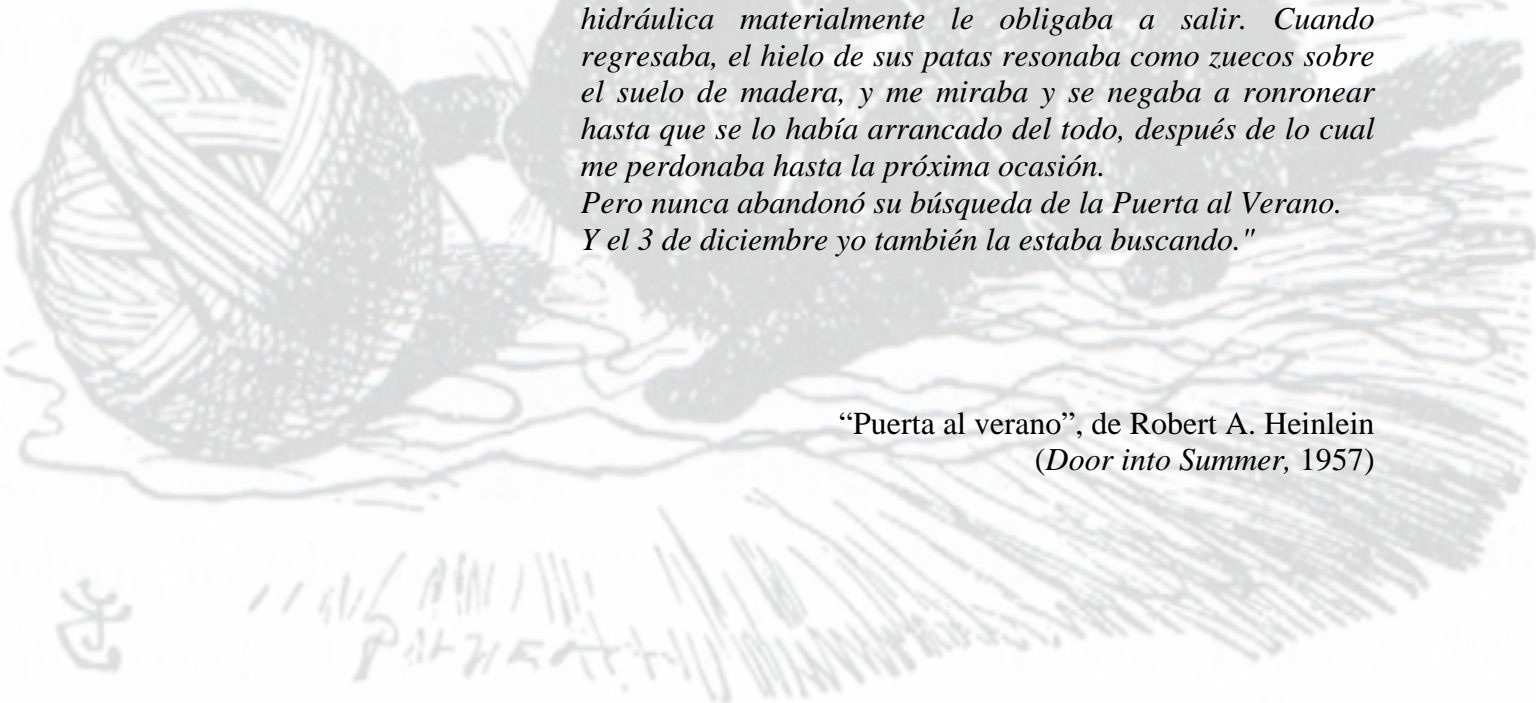 hidráulica materialmente le obligaba a salir. Cuando
regresaba, el hielo de sus patas resonaba como zuecos sobre
el suelo de madera, y me miraba y se negaba a ronronear
hasta que se lo había arrancado del todo, después de lo cual
me perdonaba hasta la próxima ocasión.
Pero nunca abandonó su búsqueda de la Puerta al Verano.
Y el 3 de diciembre yo también la estaba buscando."
“Puerta al verano”, de Robert A. Heinlein
(Door into Summer, 1957)